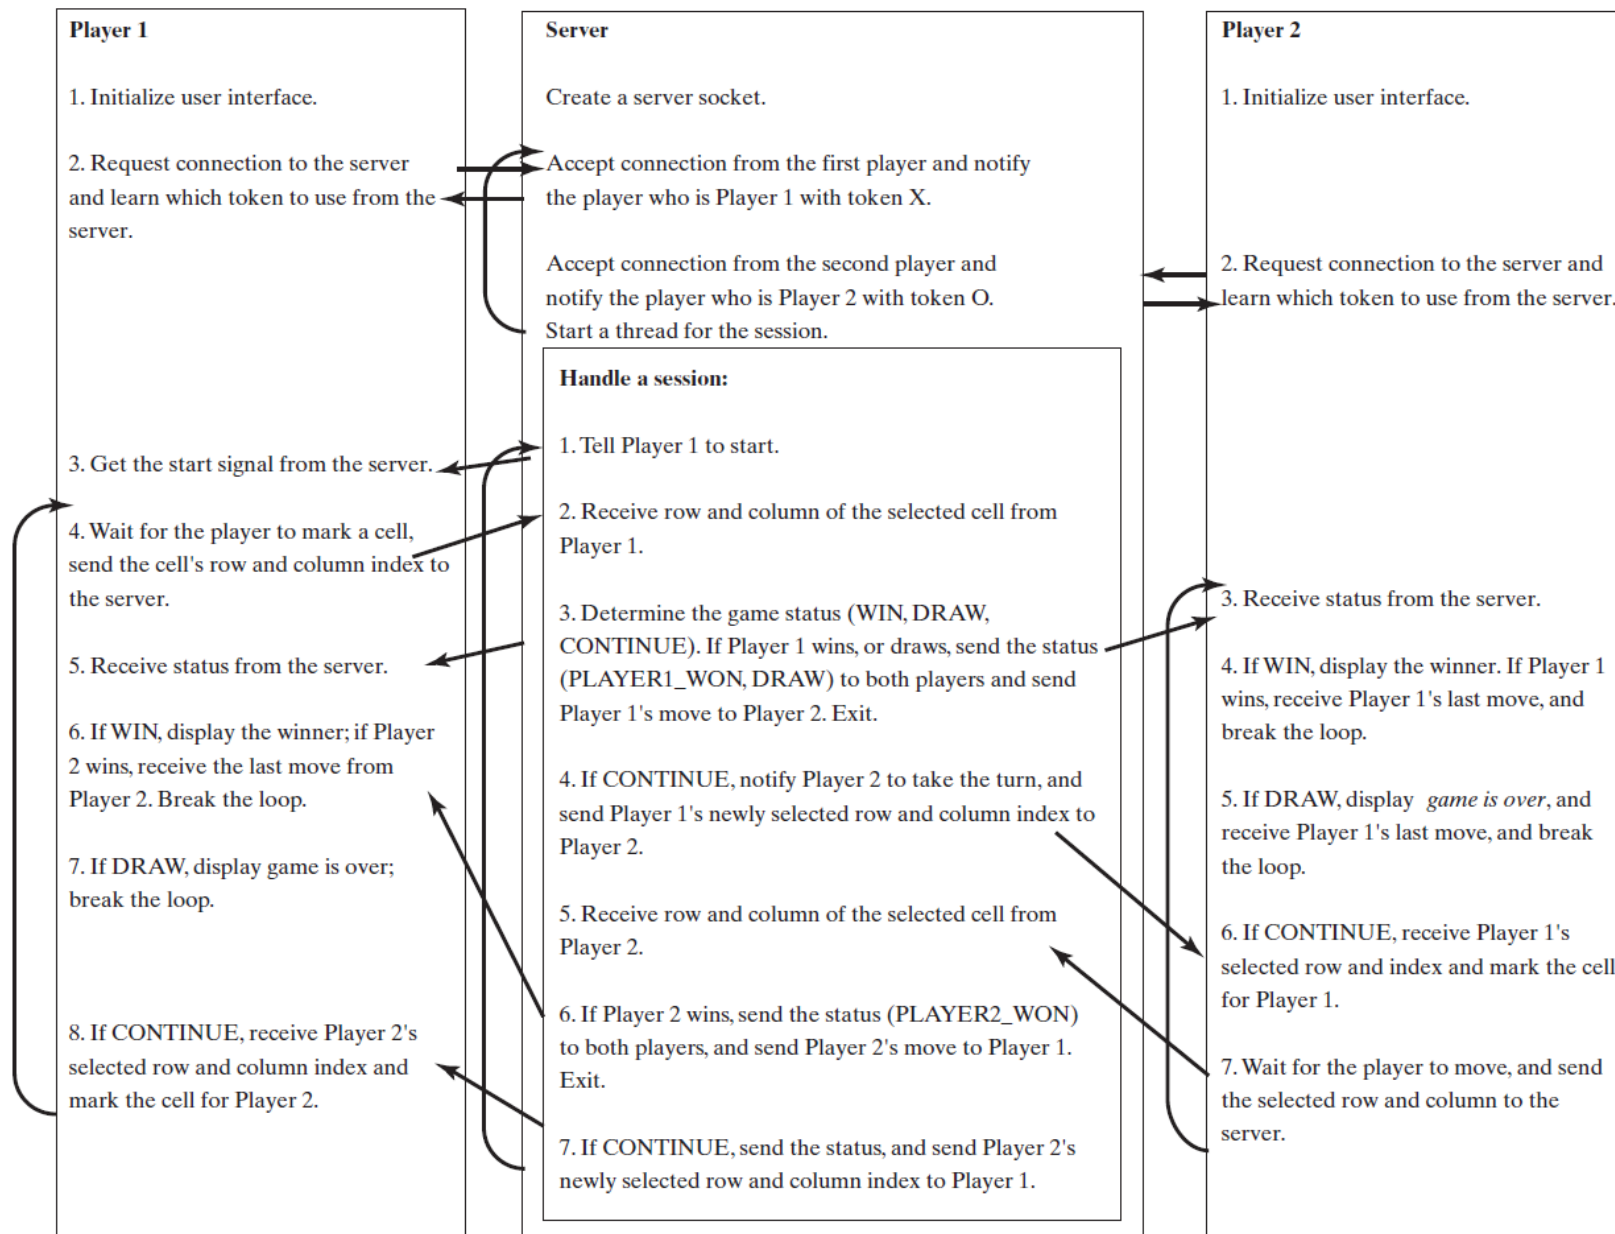 Player 1
1. Initialize user interface.
2. Request connection to the server
and learn which token to use from the
server.
3. Get the start signal from the server.
4. Wait for the player to mark a cell,
send the cell's row and column index to
the server.
5. Receive status from the server.
6. If WIN, display the winner; if Player
2 wins, receive the last move from
Player 2. Break the loop.
7. If DRAW, display game is over;
break the loop.
8. If CONTINUE, receive Player 2's
selected row and column index and
mark the cell for Player 2.
Server
Create a server socket.
Accept connection from the first player and notify
the player who is Player 1 with token X.
Accept connection from the second player and
notify the player who is Player 2 with token O.
Start a thread for the session.
Handle a session:
1. Tell Player 1 to start.
2. Receive row and column of the selected cell from
Player 1.
3. Determine the game status (WIN, DRAW,
CONTINUE). If Player 1 wins, or draws, send the status
(PLAYER1_WON, DRAW) to both players and send
Player 1's move to Player 2. Exit.
4. If CONTINUE, notify Player 2 to take the turn, and
send Player 1's newly selected row and column index to
Player 2.
5. Receive row and column of the selected cell from
Player 2.
6. If Player 2 wins, send the status (PLAYER2_WON)
to both players, and send Player 2's move to Player 1.
Exit.
7. If CONTINUE, send the status, and send Player 2's
newly selected row and column index to Player 1.
Player 2
1. Initialize user interface.
2. Request connection to the server and
learn which token to use from the server.
3. Receive status from the server.
4. If WIN, display the winner. If Player 1
wins, receive Player 1's last move, and
break the loop.
5. If DRAW, display game is over, and
receive Player 1's last move, and break
the loop.
6. If CONTINUE, receive Player 1's
selected row and index and mark the cell
for Player 1.
7. Wait for the player to move, and send
the selected row and column to the
server.